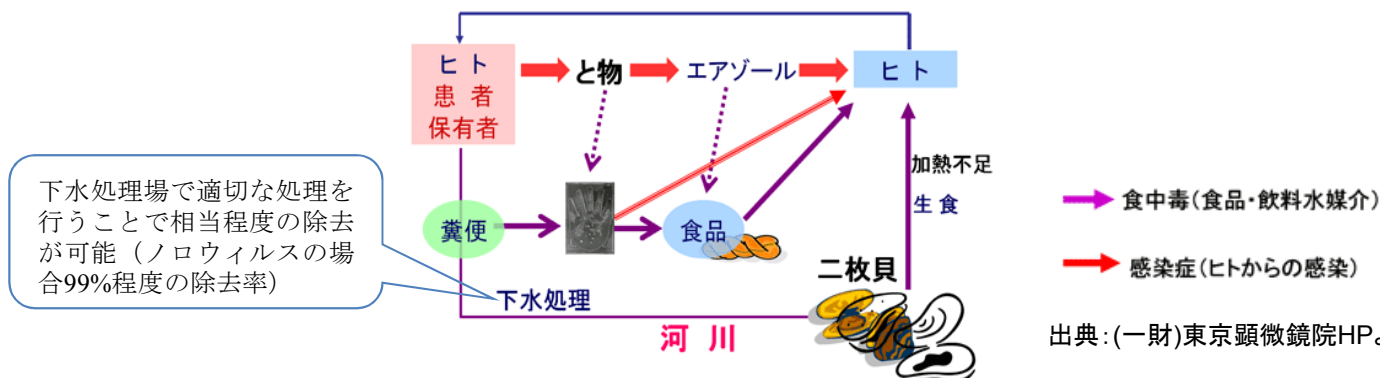 ヒト
患者
保有者
と物
エアゾール
ヒト
加熱不足
生食
下水処理場で適切な処理を
行うことで相当程度の除去
が可能（ノロウィルスの場
合99%程度の除去率）
糞便
食品
二枚貝
下水処理
河川
食中毒(食品・飲料水媒介)
感染症(ヒトからの感染)
出典:(一財)東京顕微鏡院HP